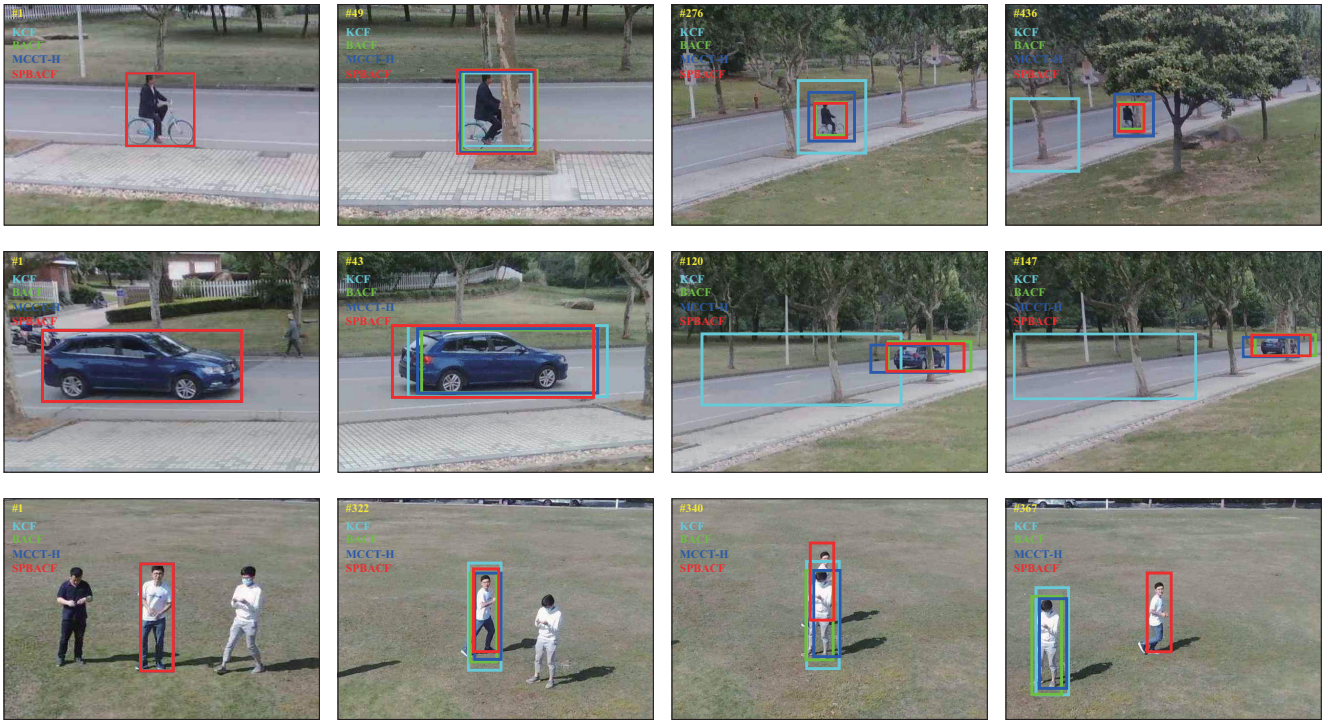 #1
KCF
BACF
MCCT-H
SPBACF
#49
KCF
BACF
MCCT-H
SPBACF
#276
KCF
BACF
MCCT-H
SPBACF
#436
KCF
BACF
MCCT-H
SPBACF
#1
KCF
BACF
MCCT-H
SPBACF
#43
KCF
BACF
MCCT-H
SPBACF
#120
KCF
BACF
MCCT-H
SPBACF
#147
KCF
BACF
MCCT-H
SPBACF
#1
KCF
BACF
MCCT-H
SPBACF
#322
KCF
BACF
MCCT-H
SPBACF
#340
KCF
BACF
MCCT-H
SPBACF
#367
KCF
BACF
MCCT-H
SPBACF